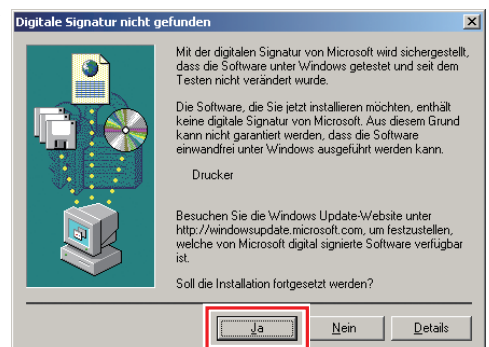 Digitale Signatur nicht gefunden
Mit der digitalen Signatur von Microsoft wird sichergestellt,
dass die Software unter Windows getestet und seit dem
Testen nicht verändert wurde.
Die Software, die Sie jetzt installieren möchten, enthält
keine digitale Signatur von Microsoft. Aus diesem Grund
kann nicht garantiert werden, dass die Software
einwandfrei unter Windows ausgeführt werden kann.
Drucker
Besuchen Sie die Windows Update-Website unter
http://windowsupdate.microsoft.com, um festzustellen,
welche von Microsoft digital signierte Software verfügbar
ist.
Soll die Installation fortgesetzt werden?
Ja
Nein
Details